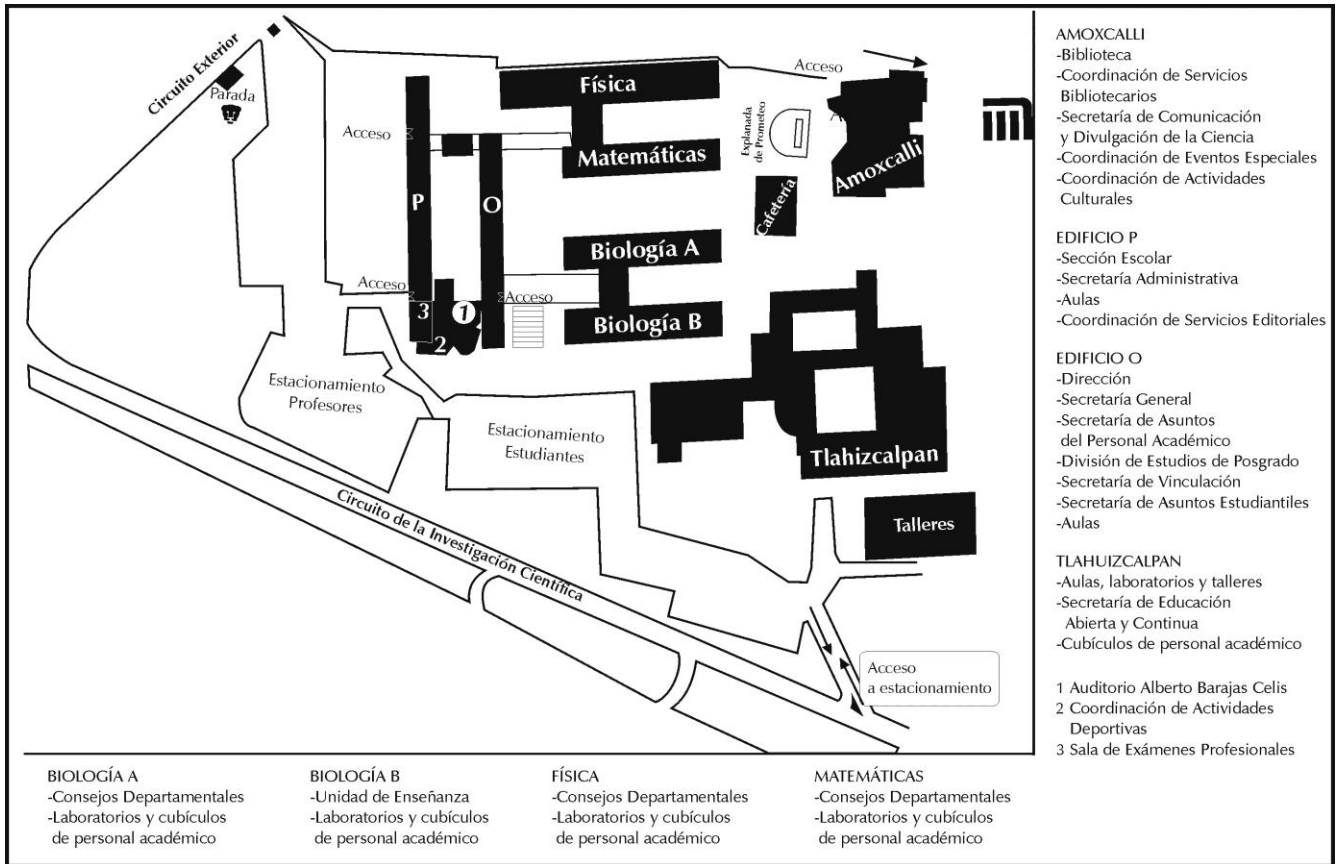 Circuito Exterior
Parada
Acceso
Física
Acceso
Matemáticas
Explanada
de Prometeo
Amoxcalli
Cafetería
P
O
Biología A
Acceso
Acceso
3
1
2
Biología B
Estacionamiento
Profesores
Estacionamiento
Estudiantes
Tlahizcalpan
Talleres
Circuito de la Investigación Científica
Acceso
a estacionamiento
AMOXCALLI
-Biblioteca
-Coordinación de Servicios
Bibliotecarios
-Secretaría de Comunicación
y Divulgación de la Ciencia
-Coordinación de Eventos Especiales
-Coordinación de Actividades
Culturales
EDIFICIO P
-Sección Escolar
-Secretaría Administrativa
-Aulas
-Coordinación de Servicios Editoriales
EDIFICIO O
-Dirección
-Secretaría General
-Secretaría de Asuntos
del Personal Académico
-División de Estudios de Posgrado
-Secretaría de Vinculación
-Secretaría de Asuntos Estudiantiles
-Aulas
TLAHUIZCALPAN
-Aulas, laboratorios y talleres
-Secretaría de Educación
Abierta y Continua
-Cubículos de personal académico
1 Auditorio Alberto Barajas Celis
2 Coordinación de Actividades
Deportivas
3 Sala de Exámenes Profesionales
BIOLOGÍA A
-Consejos Departamentales
-Laboratorios y cubículos
de personal académico
BIOLOGÍA B
-Unidad de Enseñanza
-Laboratorios y cubículos
de personal académico
FÍSICA
-Consejos Departamentales
-Laboratorios y cubículos
de personal académico
MATEMÁTICAS
-Consejos Departamentales
-Laboratorios y cubículos
de personal académico